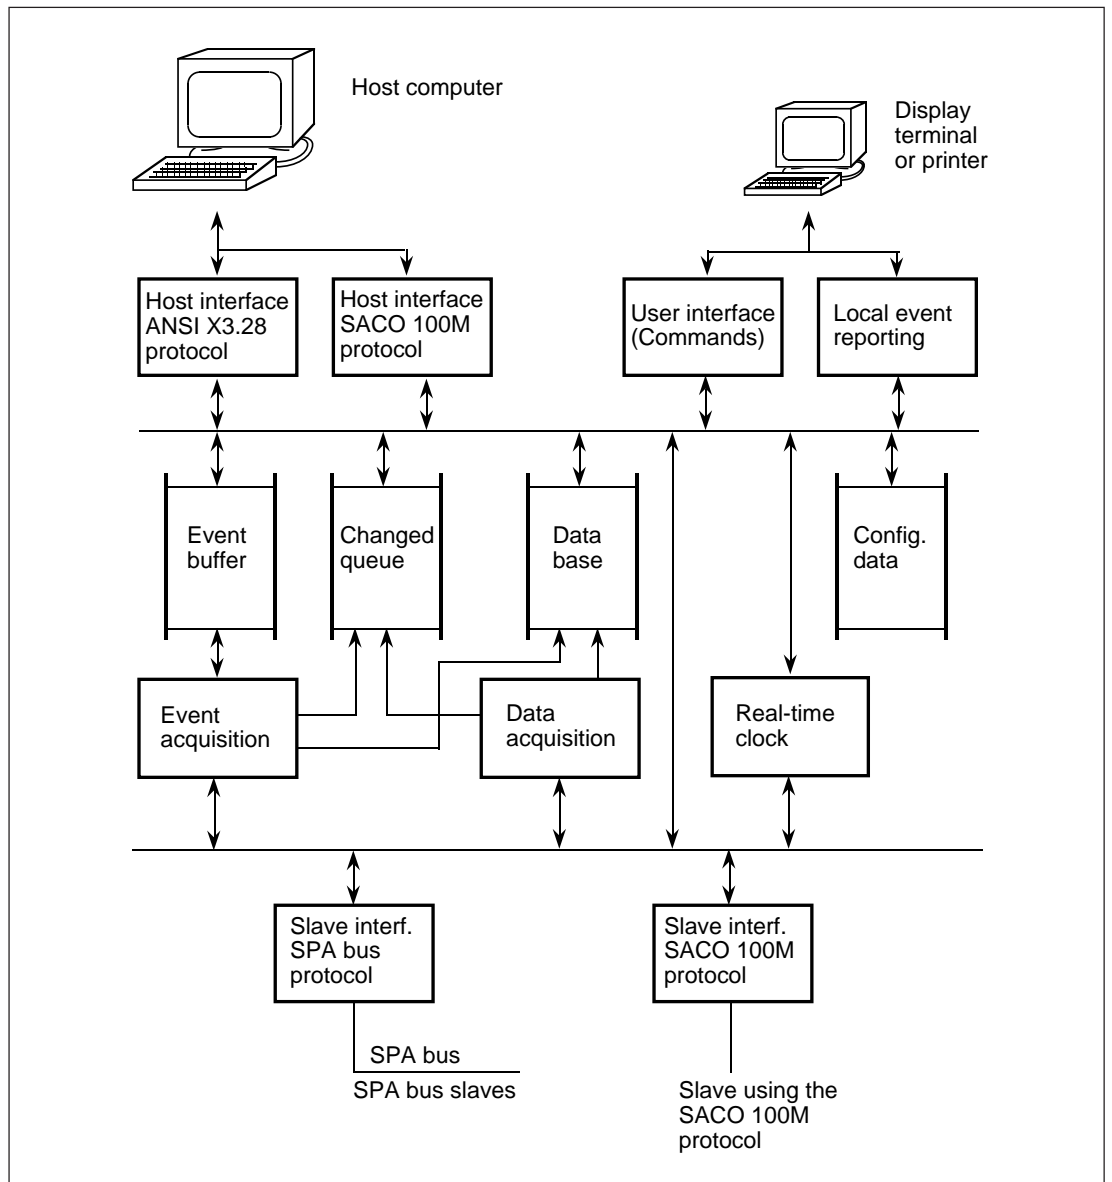 Host computer
Display
terminal
or printer
Host interface
ANSI X3.28
protocol
Host interface
SACO 100M
protocol
User interface
(Commands)
Local event
reporting
Event
buffer
Changed
queue
Data
base
Config.
data
Event
acquisition
Data
acquisition
Real-time
clock
Slave interf.
SPA bus
protocol
Slave interf.
SACO 100M
protocol
SPA bus
SPA bus slaves
Slave using the
SACO 100M
protocol